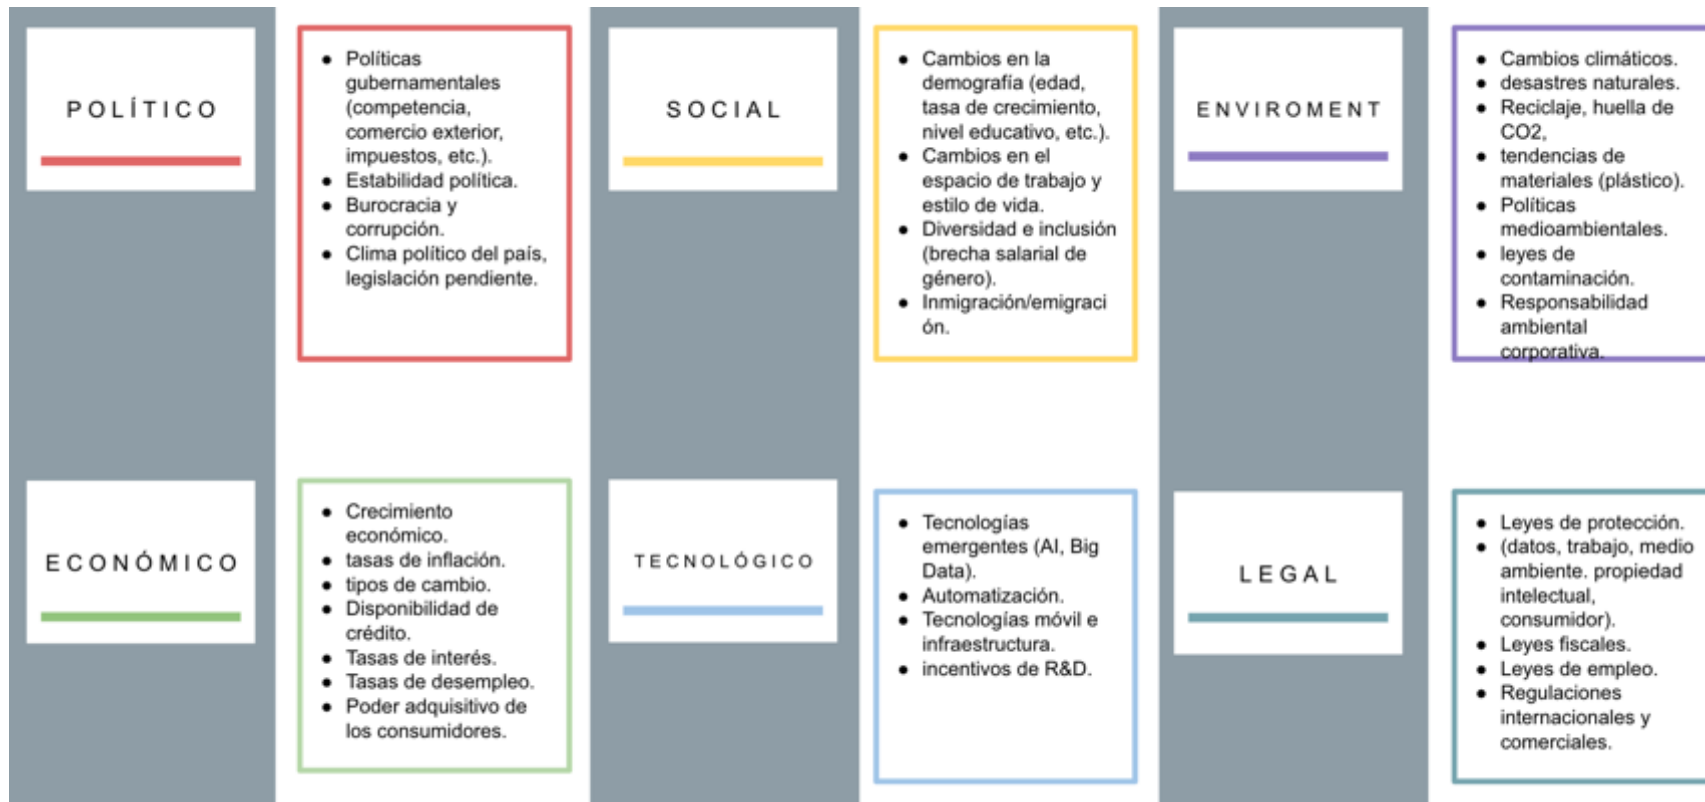 POLÍTICO
● Políticas
gubernamentales
(competencia,
comercio exterior,
impuestos, etc.).
● Estabilidad política.
● Burocracia y
corrupción.
● Clima político del país,
legislación pendiente.
SOCIAL
● Cambios en la
demografía (edad,
tasa de crecimiento,
nivel educativo, etc.).
● Cambios en el
espacio de trabajo y
estilo de vida.
● Diversidad e inclusión
(brecha salarial de
género).
● Inmigración/emigraci
ón.
ENVIROMENT
● Cambios climáticos.
● desastres naturales.
● Reciclaje, huella de
CO2,
● tendencias de
materiales (plástico).
● Políticas
medioambientales.
● leyes de
contaminación.
● Responsabilidad
ambiental
corporativa.
ECONÓMICO
● Crecimiento
económico.
● tasas de inflación.
● tipos de cambio.
● Disponibilidad de
crédito.
● Tasas de interés.
● Tasas de desempleo.
● Poder adquisitivo de
los consumidores.
TECNOLÓGICO
● Tecnologías
emergentes (AI, Big
Data).
● Automatización.
● Tecnologías móvil e
infraestructura.
● incentivos de R&D.
LEGAL
● Leyes de protección.
● (datos, trabajo, medio
ambiente. propiedad
intelectual,
consumidor).
● Leyes fiscales.
● Leyes de empleo.
● Regulaciones
internacionales y
comerciales.